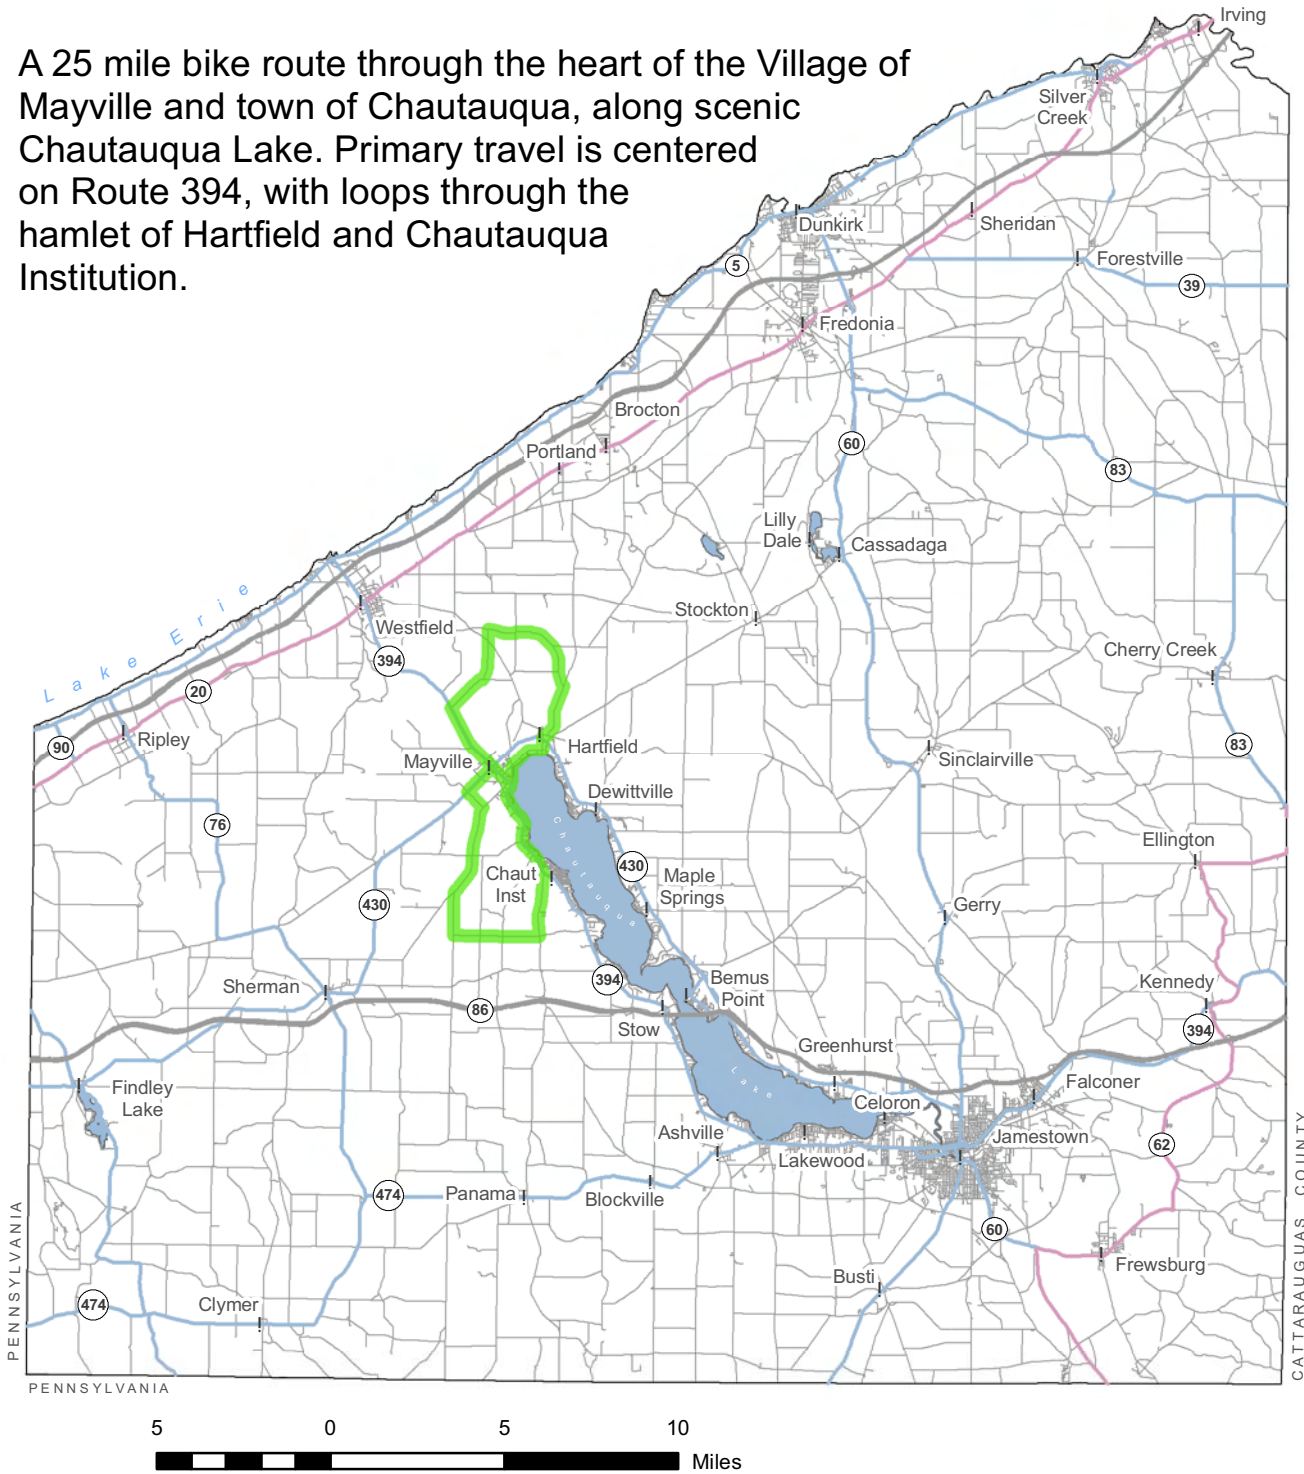 A 25 mile bike route through the heart of the Village of
Mayville and town of Chautauqua, along scenic
Chautauqua Lake. Primary travel is centered
on Route 394, with loops through the
hamlet of Hartfield and Chautauqua
Institution.
Irving
Silver
Creek
Dunkirk
Sheridan
5
Forestville
39
Fredonia
Brocton
60
Portland
83
Lilly
Dale
Cassadaga
Lake Erie
Stockton
Westfield
394
Cherry Creek
20
90
Ripley
Hartfield
83
Mayville
Sinclairville
Dewittville
76
Chautauqua
Ellington
430
Chaut
Inst
Maple
Springs
430
Gerry
394
Bemus
Point
Sherman
Kennedy
86
Stow
394
Greenhurst
Findley
Lake
Lake
Falconer
Celoron
Ashville
Jamestown
Lakewood
62
474
Panama
Blockville
60
Frewsburg
Busti
474
Clymer
PENNSYLVANIA
PENNSYLVANIA
CATTARAUGUAS COUNTY
5 0 5 10
Miles